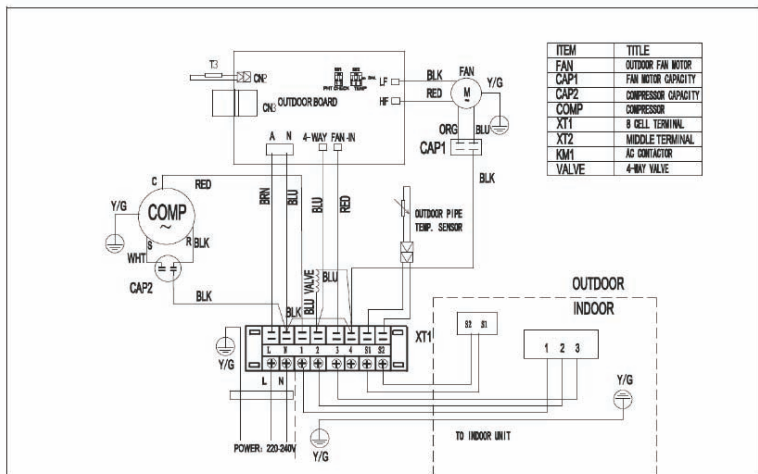 T3
CN2
CN3
OUTDOOR BOARD
LF
HF
BLK
RED
FAN
M
Y/G
ORG
BLU
CAP1
BLK
A N 4-WAY FAN-IN
BRN
BLU
BLU
RED
C
RED
Y/G
COMP
S
R
BLK
WHT
CAP2
BLK
OUTDOOR PIPE
TEMP. SENSOR
VALVE
BLU
BLU
BLK
XT1
L N 1 2 3 4 S1 S2
Y/G
L N
POWER: 220-240V
Y/G
ITEM TITLE
FAN OUTDOOR FAN MOTOR
CAP1 FAN MOTOR CAPACITY
CAP2 COMPRESSOR CAPACITY
COMP COMPRESSOR
XT1 8 CELL TERMINAL
XT2 MIDDLE TERMINAL
KM1 AC CONTACTOR
VALVE 4-WAY VALVE
OUTDOOR
INDOOR
S2 S1
1 2 3
Y/G
TO INDOOR UNIT